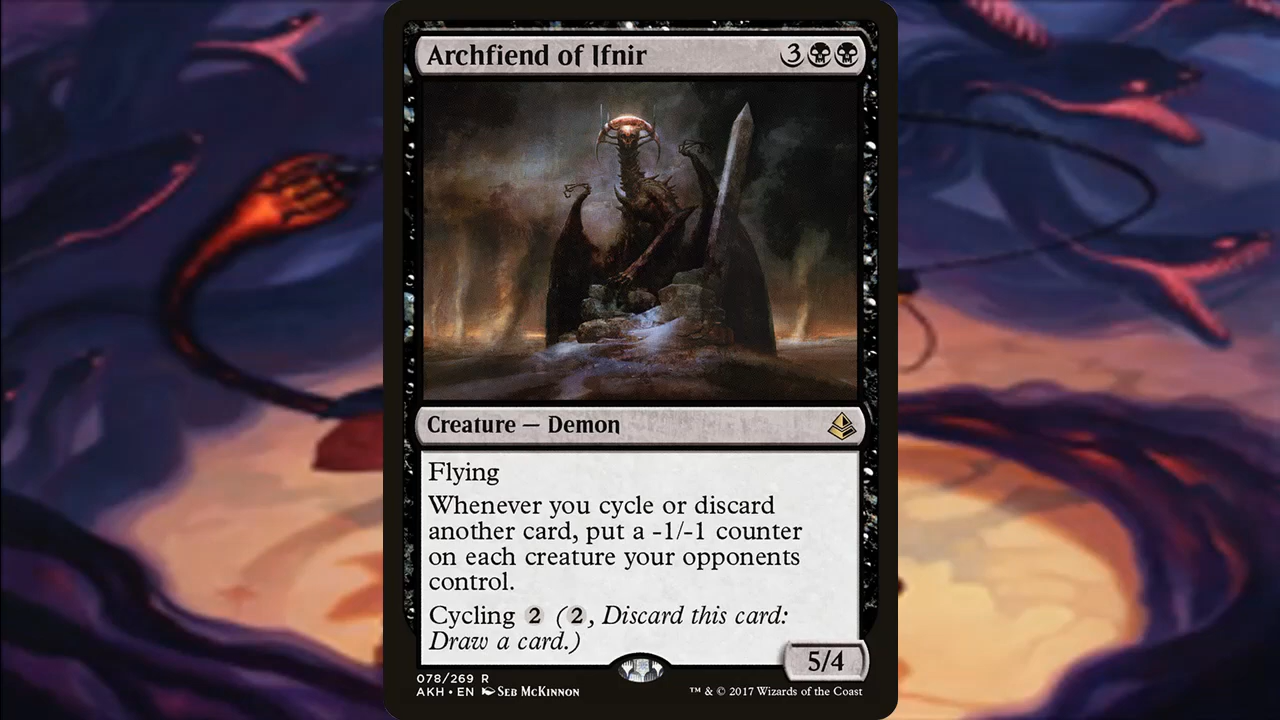 Archfiend of Ifnir 3
Creature — Demon
Flying
Whenever you cycle or discard
another card, put a -1/-1 counter
on each creature your opponents
control.
Cycling 2 (2, Discard this card:
Draw a card.)
5/4
078/269 R
AKH • EN Seb McKinnon
™ & © 2017 Wizards of the Coast